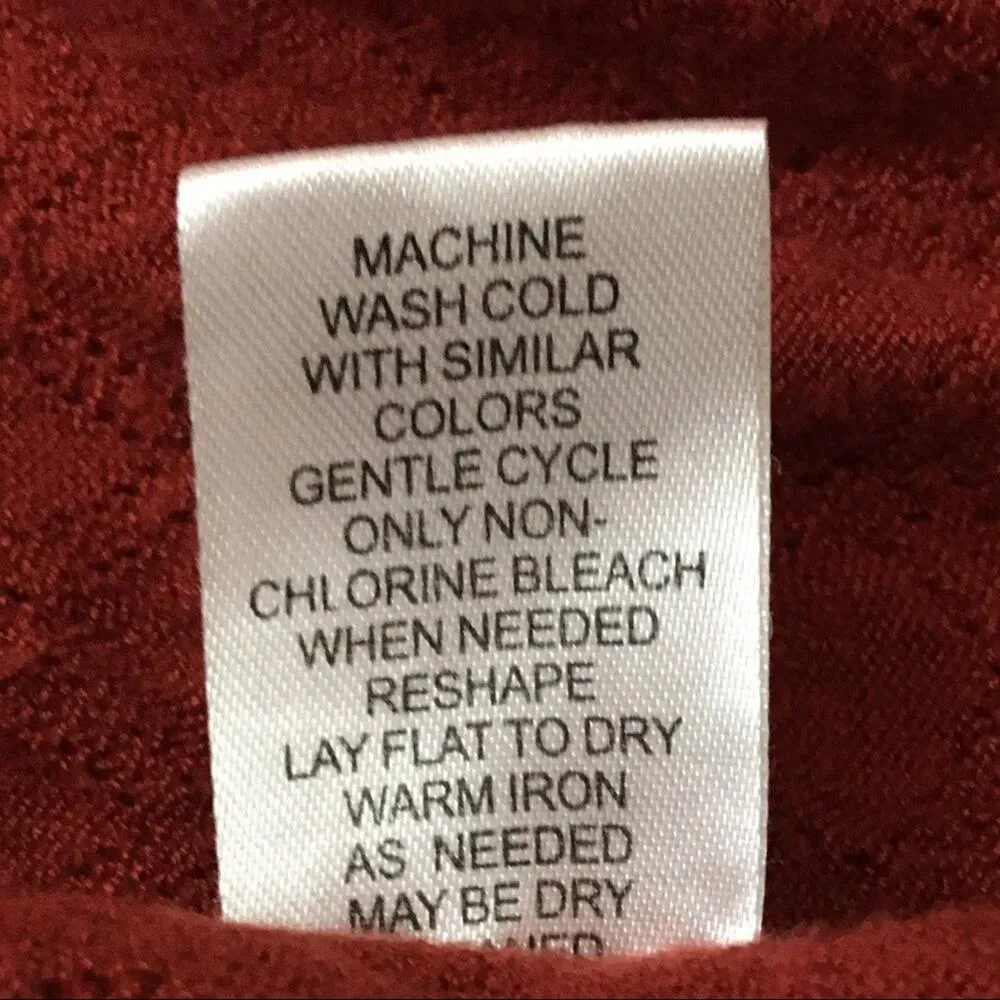 MACHINE
WASH COLD
WITH SIMILAR
COLORS
GENTLE CYCLE
ONLY NON-
CHLORINE BLEACH
WHEN NEEDED
RESHAPE
LAY FLAT TO DRY
WARM IRON
AS NEEDED
MAY BE DRY